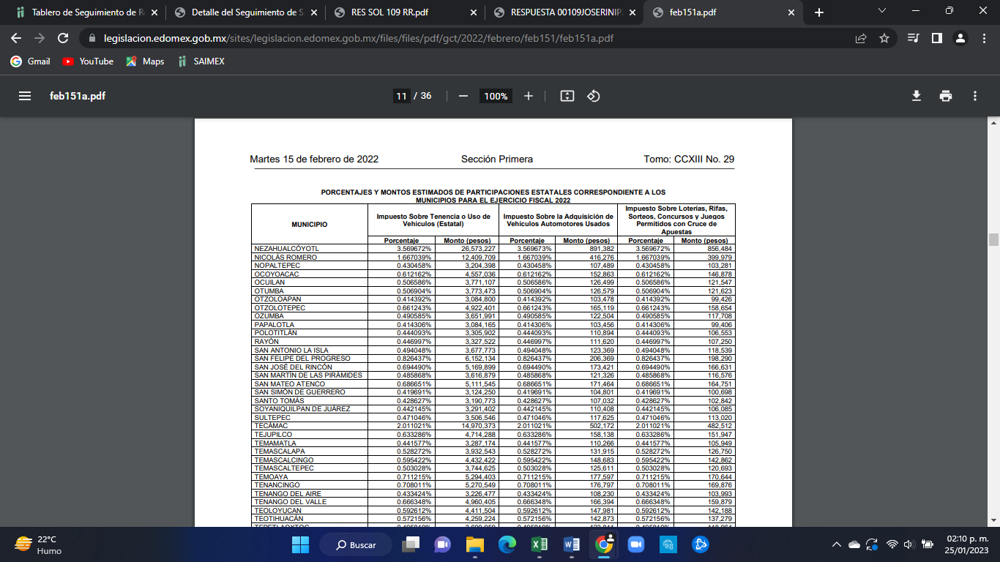 Tablero de Seguimiento de R
Detalle del Seguimiento de S
RES SOL 109 RR.pdf
RESPUESTA 00109JOSERINIP
feb151a.pdf
legislacion.edomex.gob.mx/sites/legislacion.edomex.gob.mx/files/files/pdf/gct/2022/febrero/feb151/feb151a.pdf
Gmail YouTube Maps SAIMEX
feb151a.pdf 11 / 36 100%
Martes 15 de febrero de 2022 Sección Primera Tomo: CCXIII No. 29
PORCENTAJES Y MONTOS ESTIMADOS DE PARTICIPACIONES ESTATALES CORRESPONDIENTE A LOS
MUNICIPIOS PARA EL EJERCICIO FISCAL 2022
MUNICIPIO
Impuesto Sobre Tenencia o Uso de
Vehículos (Estatal)
Impuesto Sobre la Adquisición de
Vehículos Automotores Usados
Impuesto Sobre Loterías, Rifas,
Sorteos, Concursos y Juegos
Permitidos con Cruce de
Apuestas
Porcentaje Monto (pesos) Porcentaje Monto (pesos) Porcentaje Monto (pesos)
NEZAHUALCÓYOTL 3.569672% 26,573,227 3.569673% 891,382 3.569672% 856,484
NICOLÁS ROMERO 1.667039% 12,409,709 1.667039% 416,276 1.667039% 399,979
NOPALTEPEC 0.430458% 3,204,398 0.430458% 107,489 0.430458% 103,281
OCOYOACAC 0.612162% 4,557,036 0.612162% 152,863 0.612162% 146,878
OCUILAN 0.506586% 3,771,107 0.506586% 126,499 0.506586% 121,547
OTUMBA 0.506904% 3,773,473 0.506904% 126,579 0.506904% 121,623
OTZOLOAPAN 0.414392% 3,084,800 0.414392% 103,478 0.414392% 99,426
OTZOLOTEPEC 0.661243% 4,922,401 0.661243% 165,119 0.661243% 158,654
OZUMBA 0.490585% 3,651,991 0.490585% 122,504 0.490585% 117,708
PAPALOTLA 0.414306% 3,084,165 0.414306% 103,456 0.414306% 99,406
POLOTITLÁN 0.444093% 3,305,902 0.444093% 110,894 0.444093% 106,553
RAYÓN 0.446997% 3,327,522 0.446997% 111,620 0.446997% 107,250
SAN ANTONIO LA ISLA 0.494048% 3,677,773 0.494048% 123,369 0.494048% 118,539
SAN FELIPE DEL PROGRESO 0.826437% 6,152,134 0.826437% 206,369 0.826437% 198,290
SAN JOSÉ DEL RINCÓN 0.694490% 5,169,899 0.694490% 173,421 0.694490% 166,631
SAN MARTÍN DE LAS PIRÁMIDES 0.485868% 3,616,879 0.485868% 121,326 0.485868% 116,576
SAN MATEO ATENCO 0.686651% 5,111,545 0.686651% 171,464 0.686651% 164,751
SAN SIMÓN DE GUERRERO 0.419691% 3,124,250 0.419691% 104,801 0.419691% 100,698
SANTO TOMÁS 0.428627% 3,190,773 0.428627% 107,032 0.428627% 102,842
SOYANIQUILPAN DE JUÁREZ 0.442145% 3,291,402 0.442145% 110,408 0.442145% 106,085
SULTEPEC 0.471046% 3,506,546 0.471046% 117,625 0.471046% 113,020
TECÁMAC 2.011021% 14,970,373 2.011021% 502,172 2.011021% 482,512
TEJUPILCO 0.633286% 4,714,288 0.633286% 158,138 0.633286% 151,947
TEMAMATLA 0.441577% 3,287,174 0.441577% 110,266 0.441577% 105,949
TEMASCALAPA 0.528272% 3,932,543 0.528272% 131,915 0.528272% 126,750
TEMASCALCINGO 0.595422% 4,432,422 0.595422% 148,683 0.595422% 142,862
TEMASCALTEPEC 0.503028% 3,744,625 0.503028% 125,611 0.503028% 120,693
TEMOAYA 0.711215% 5,294,403 0.711215% 177,597 0.711215% 170,644
TENANCINGO 0.708011% 5,270,549 0.708011% 176,797 0.708011% 169,876
TENANGO DEL AIRE 0.433424% 3,226,477 0.433424% 108,230 0.433424% 103,993
TENANGO DEL VALLE 0.666348% 4,960,405 0.666348% 166,394 0.666348% 159,879
TEOLOYUCAN 0.592612% 4,411,504 0.592612% 147,981 0.592612% 142,188
TEOTIHUACÁN 0.572156% 4,259,224 0.572156% 142,873 0.572156% 137,279
22°C
Humo
Buscar
02:10 p. m.
25/01/2023